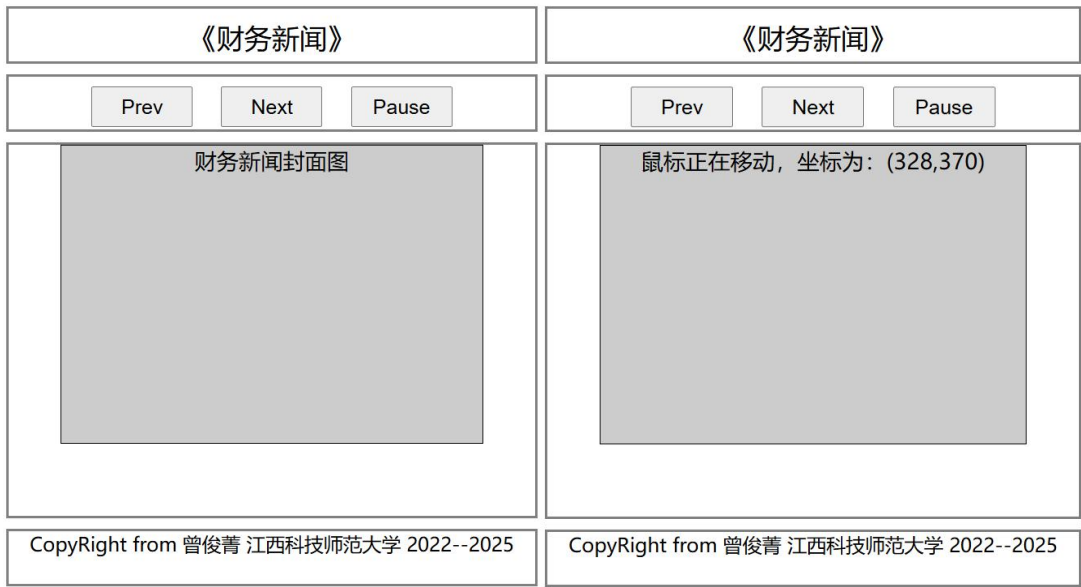 《财务新闻》
Prev Next Pause
财务新闻封面图
CopyRight from 曾俊菁 江西科技师范大学 2022--2025
《财务新闻》
Prev Next Pause
鼠标正在移动，坐标为：(328,370)
CopyRight from 曾俊菁 江西科技师范大学 2022--2025